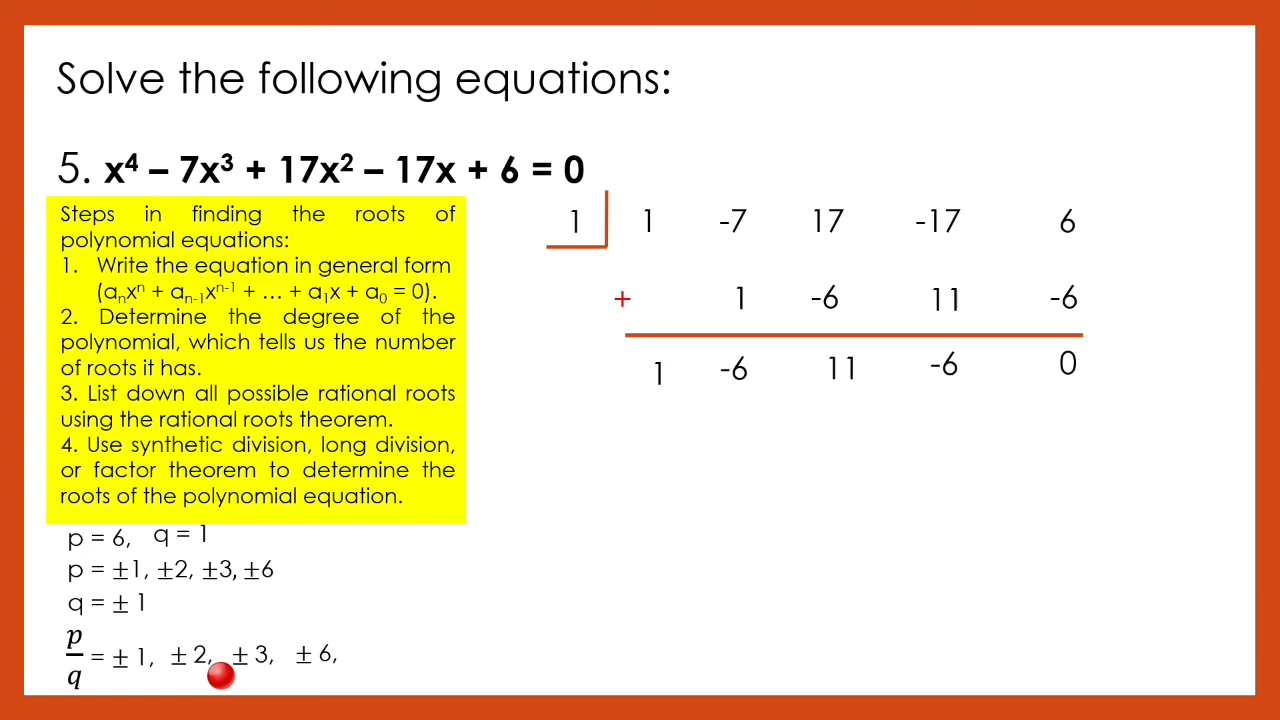 Solve the following equations:
5. x⁴ – 7x³ + 17x² – 17x + 6 = 0
Steps in finding the roots of
polynomial equations:
1. Write the equation in general form
(aₙxⁿ + aₙ₋₁xⁿ⁻¹ + … + a₁x + a₀ = 0).
2. Determine the degree of the
polynomial, which tells us the number
of roots it has.
3. List down all possible rational roots
using the rational roots theorem.
4. Use synthetic division, long division,
or factor theorem to determine the
roots of the polynomial equation.
p = 6, q = 1
p = ±1, ±2, ±3, ±6
q = ± 1
p/q = ± 1, ± 2, ± 3, ± 6,
1 1 -7 17 -17 6
+ 1 -6 11 -6
1 -6 11 -6 0